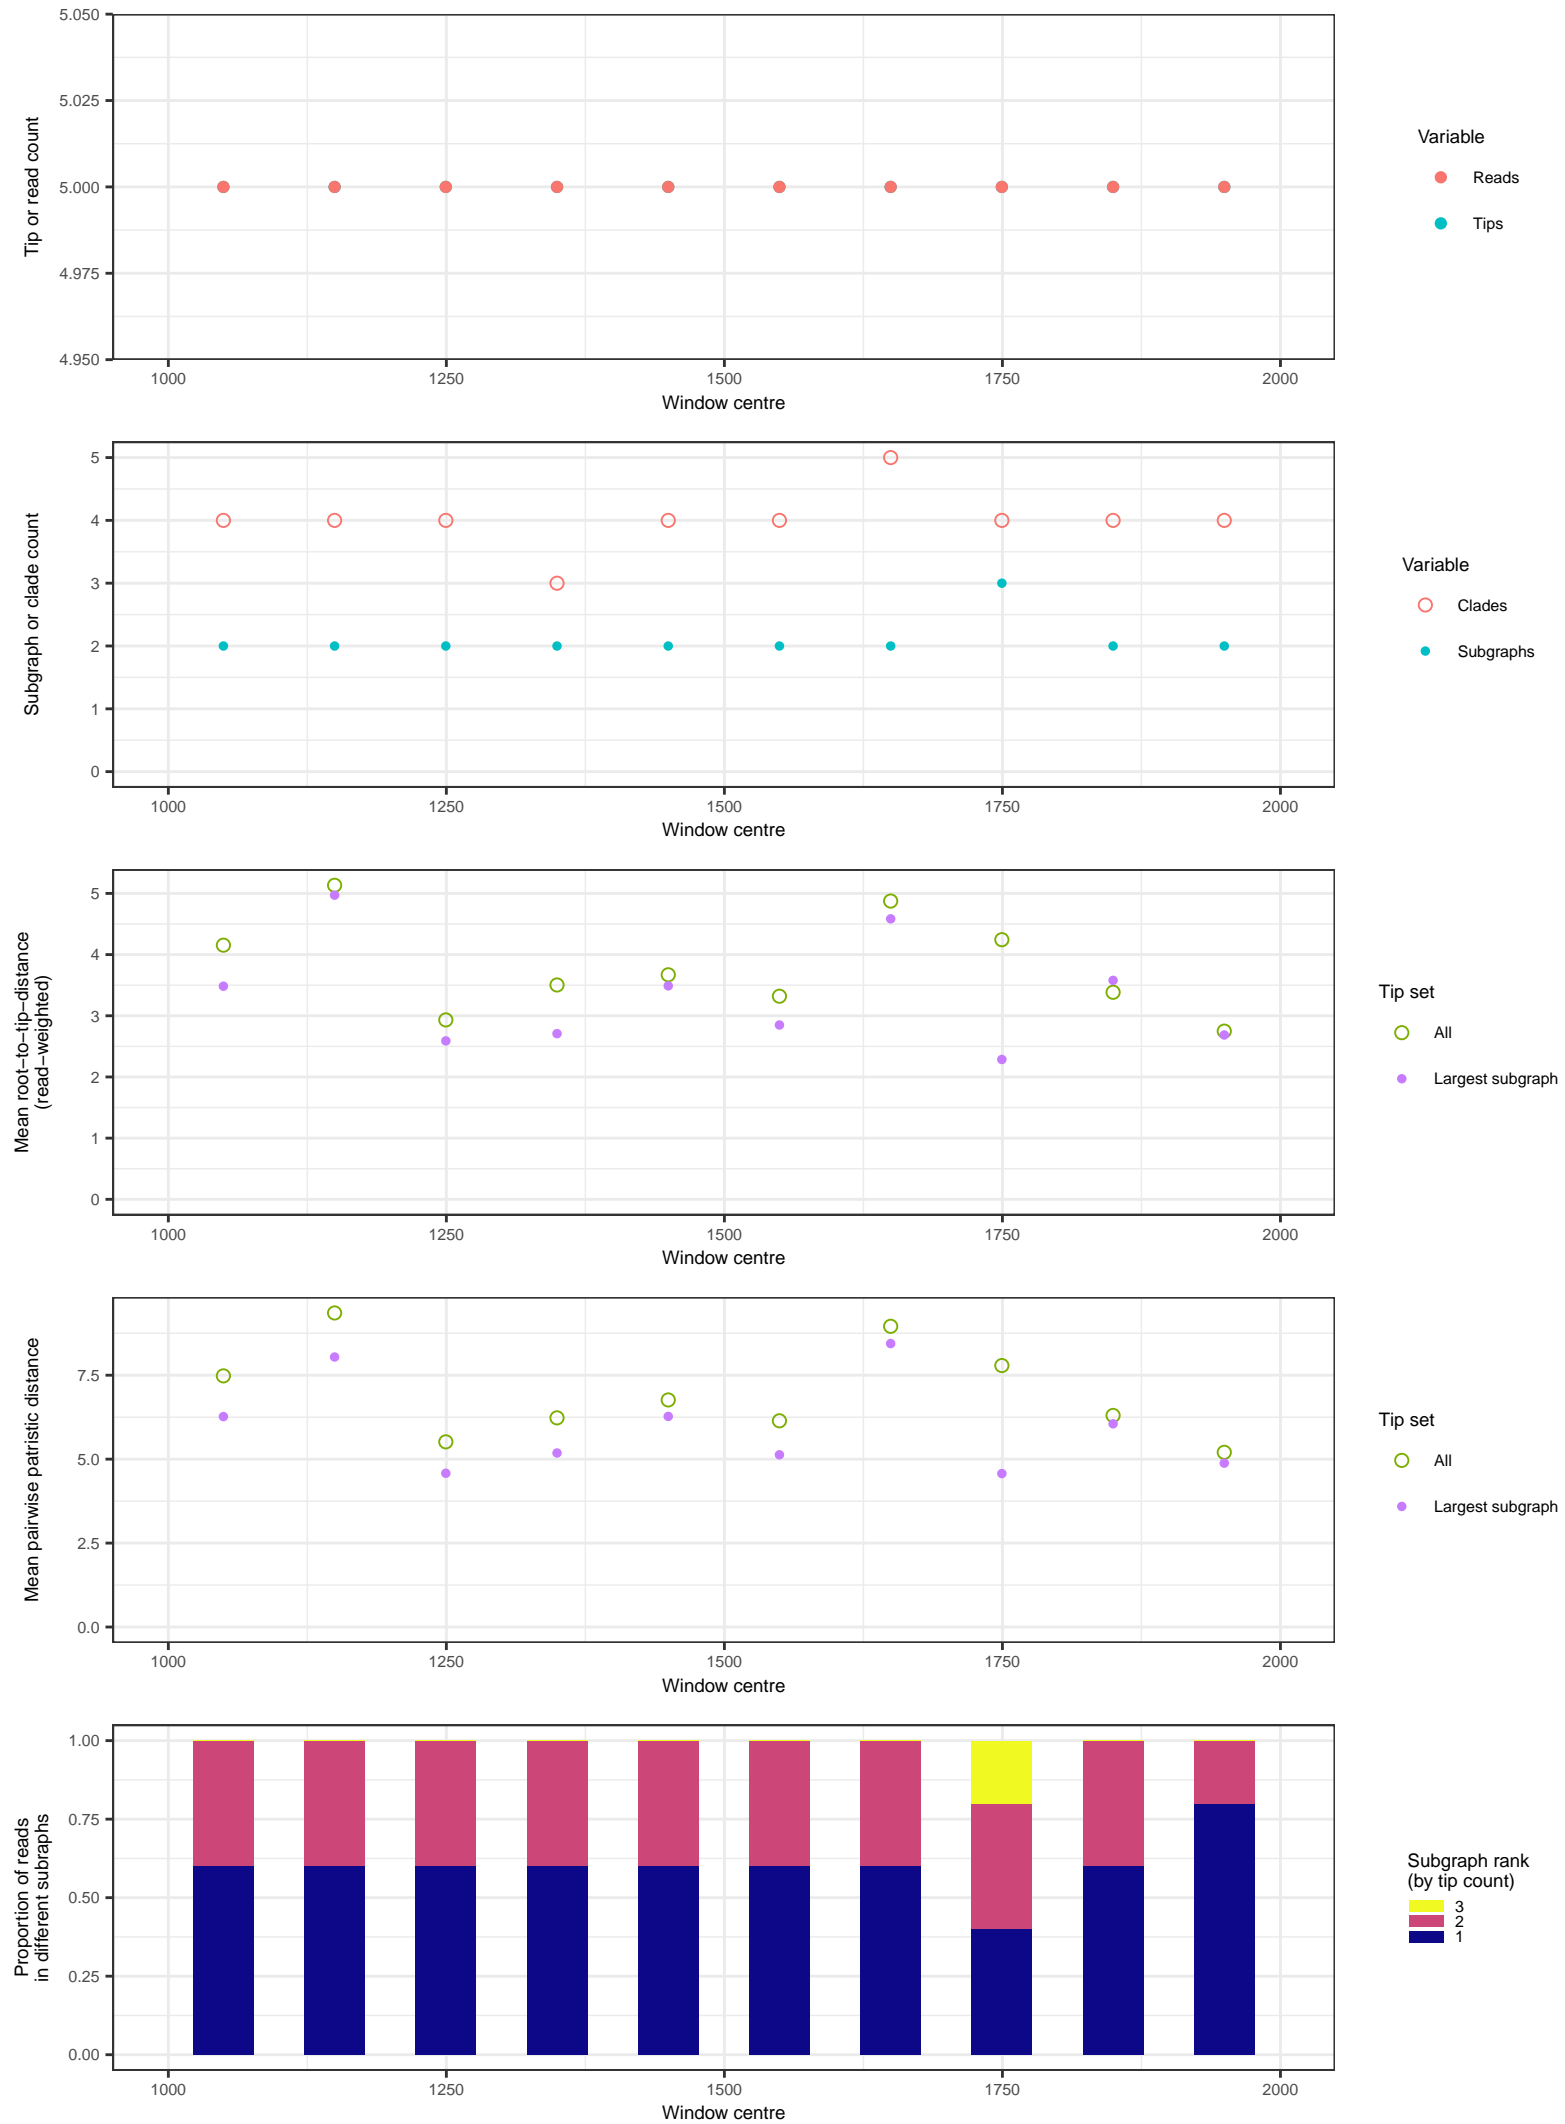 5.050
5.025
5.000
4.975
4.950
Tip or read count
1000 1250 1500 1750 2000
Window centre
Variable
Reads
Tips
5
4
3
2
1
0
Subgraph or clade count
1000 1250 1500 1750 2000
Window centre
Variable
Clades
Subgraphs
5
4
3
2
1
0
Mean root−to−tip−distance
(read−weighted)
1000 1250 1500 1750 2000
Window centre
Tip set
All
Largest subgraph
7.5
5.0
2.5
0.0
Mean pairwise patristic distance
1000 1250 1500 1750 2000
Window centre
Tip set
All
Largest subgraph
1.00
0.75
0.50
0.25
0.00
Proportion of reads
in different subraphs
1000 1250 1500 1750 2000
Window centre
Subgraph rank
(by tip count)
3
2
1